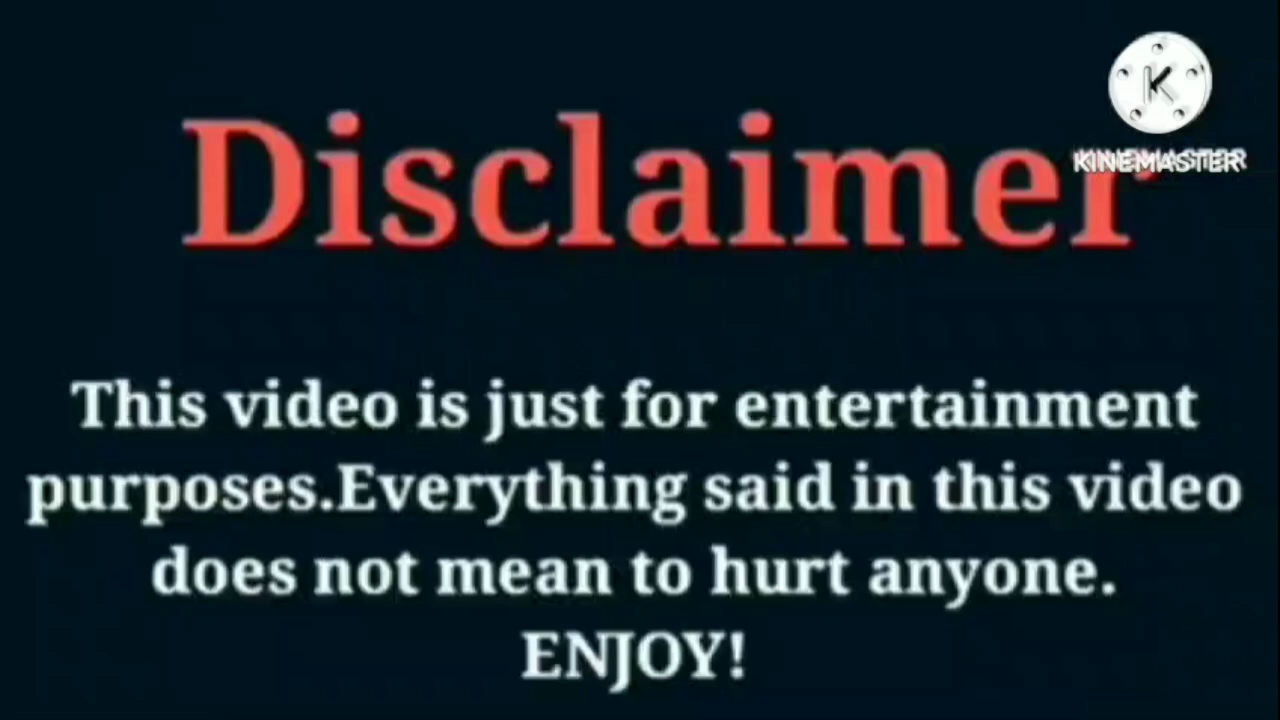 K
KINEMASTER
Disclaimer
This video is just for entertainment
purposes.Everything said in this video
does not mean to hurt anyone.
ENJOY!